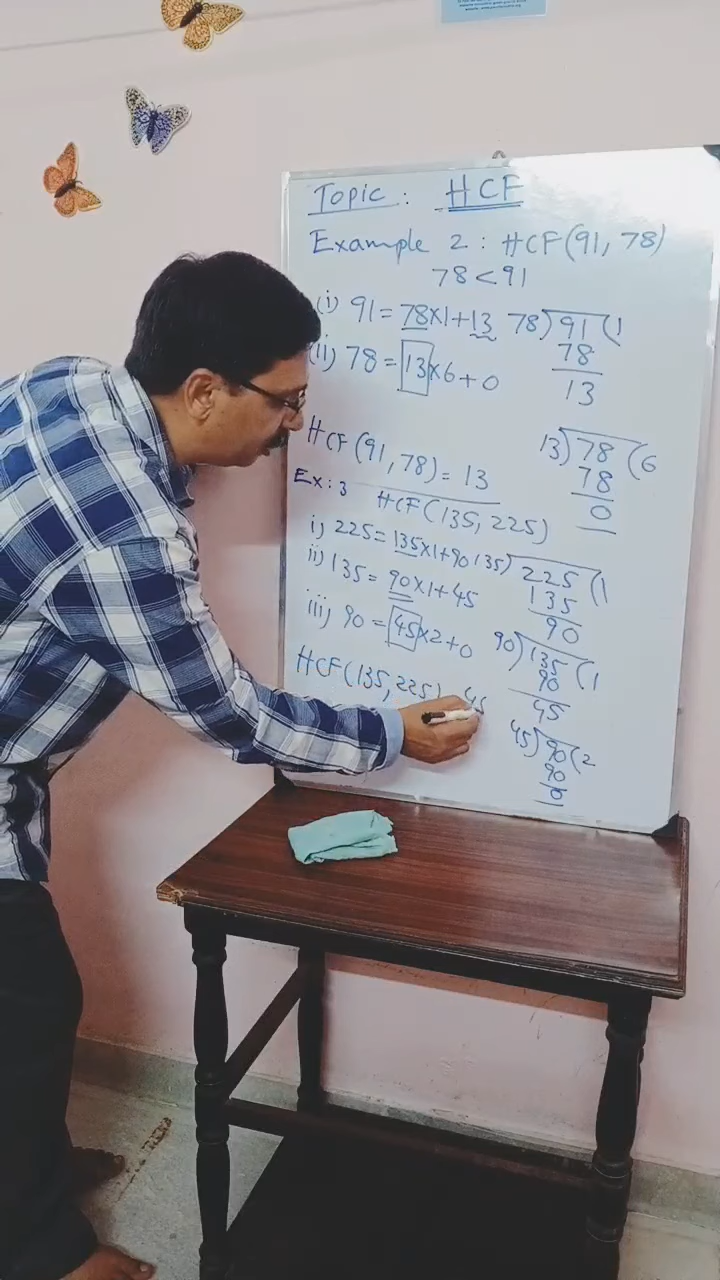 Topic : HCF
Example 2 : HCF(91, 78)
78 < 91
(i) 91 = 78×1+13
78)91(1
78
13
(ii) 78 = 13×6+0
13)78(6
78
0
HCF(91,78) = 13
Ex:3 HCF(135, 225)
i) 225 = 135×1+90
135)225(1
135
90
ii) 135 = 90×1+45
90)135(1
90
45
iii) 90 = 45×2+0
45)90(2
90
0
HCF(135,225) 45